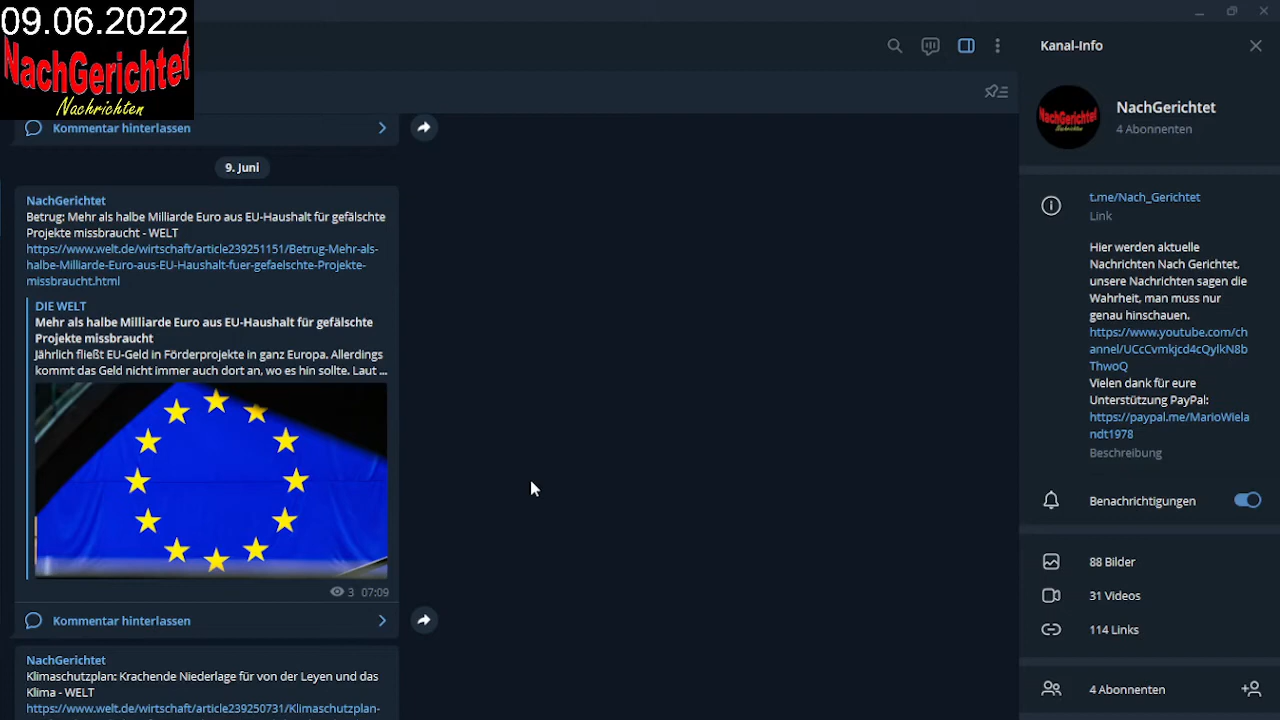 09.06.2022
NachGerichtet
Nachrichten
Kommentar hinterlassen
9. Juni
NachGerichtet
Betrug: Mehr als halbe Milliarde Euro aus EU-Haushalt für gefälschte
Projekte missbraucht - WELT
https://www.welt.de/wirtschaft/article239251151/Betrug-Mehr-als-
halbe-Milliarde-Euro-aus-EU-Haushalt-fuer-gefaelschte-Projekte-
missbraucht.html
DIE WELT
Mehr als halbe Milliarde Euro aus EU-Haushalt für gefälschte
Projekte missbraucht
Jährlich fließt EU-Geld in Förderprojekte in ganz Europa. Allerdings
kommt das Geld nicht immer auch dort an, wo es hin sollte. Laut ...
3 07:09
Kommentar hinterlassen
NachGerichtet
Klimaschutzplan: Krachende Niederlage für von der Leyen und das
Klima - WELT
https://www.welt.de/wirtschaft/article239250731/Klimaschutzplan-
Kanal-Info
NachGerichtet
NachGerichtet
4 Abonnenten
t.me/Nach_Gerichtet
Link
Hier werden aktuelle
Nachrichten Nach Gerichtet,
unsere Nachrichten sagen die
Wahrheit, man muss nur
genau hinschauen.
https://www.youtube.com/ch
annel/UCcCvmkjcd4cQylkN8b
ThwoQ
Vielen dank für eure
Unterstützung PayPal:
https://paypal.me/MarioWiela
ndt1978
Beschreibung
Benachrichtigungen
88 Bilder
31 Videos
114 Links
4 Abonnenten